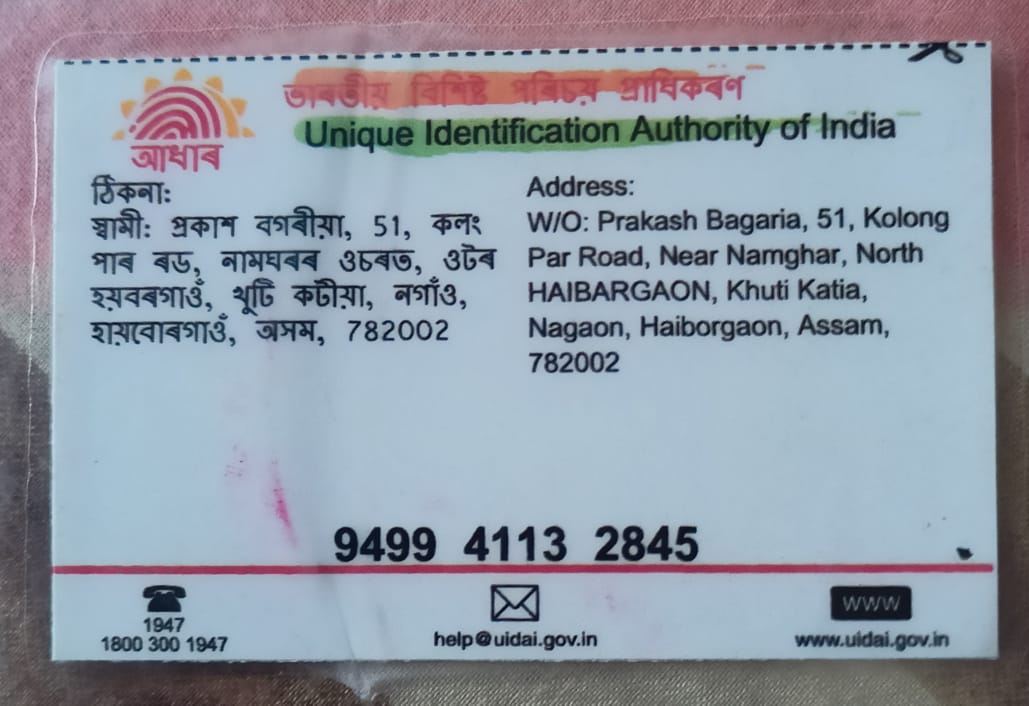 ভাৰতীয় বিশিষ্ট পৰিচয় প্ৰাধিকৰণ
Unique Identification Authority of India
আধাৰ
ঠিকনা:
স্বামী: প্ৰকাশ বগৰীয়া, 51, কলং
পাৰ ৰড, নামঘৰৰ ওচৰত, ওটৰ
হয়বৰগাওঁ, খুটি কটীয়া, নগাঁও,
হায়বোৰগাওঁ, অসম, 782002
Address:
W/O: Prakash Bagaria, 51, Kolong
Par Road, Near Namghar, North
HAIBARGAON, Khuti Katia,
Nagaon, Haiborgaon, Assam,
782002
9499 4113 2845
1947
1800 300 1947
help@uidai.gov.in
WWW
www.uidai.gov.in